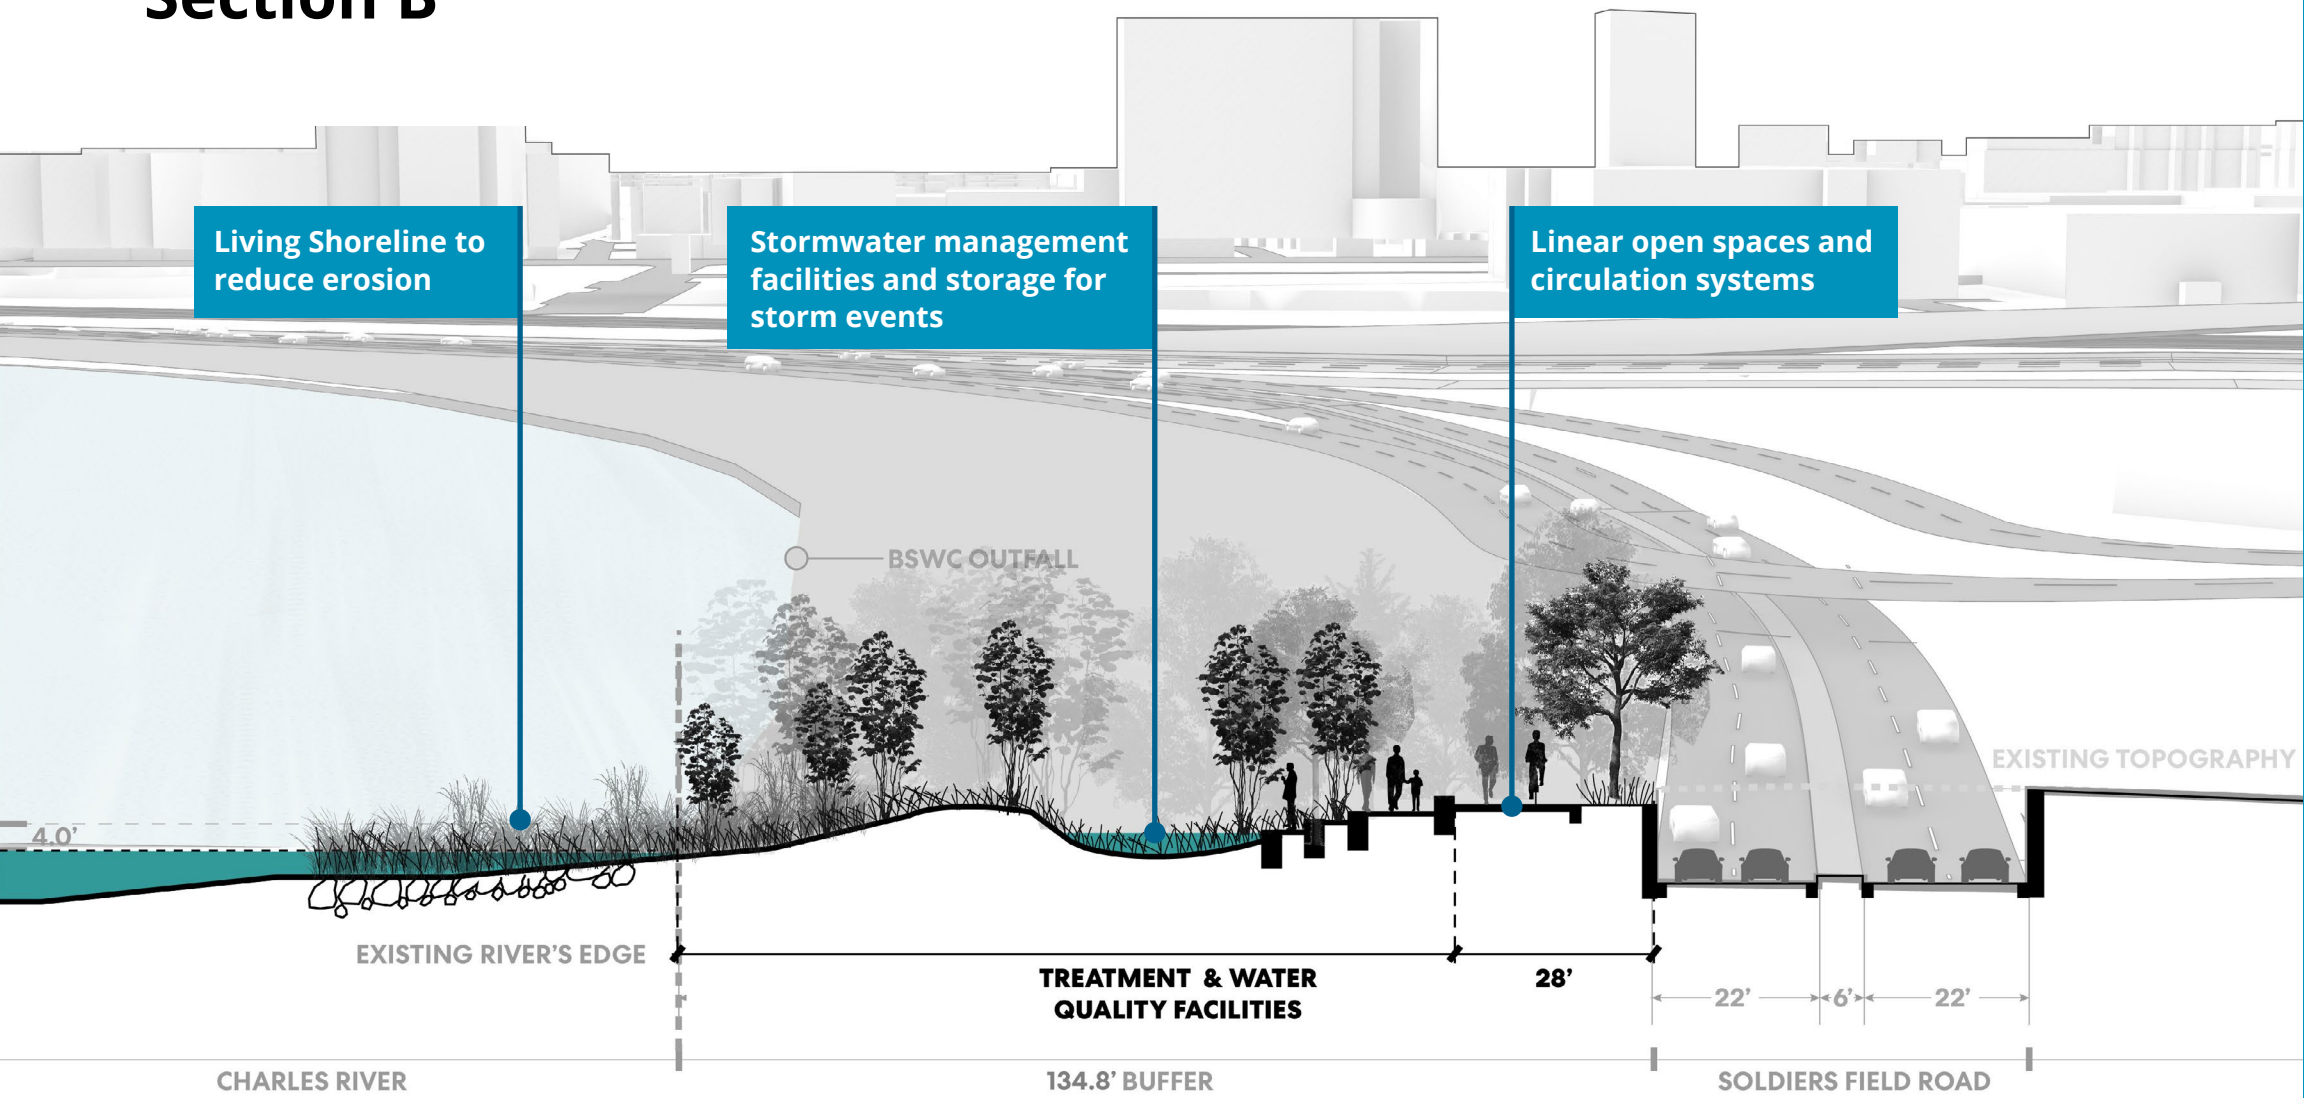 Section B
Living Shoreline to
reduce erosion
Stormwater management
facilities and storage for
storm events
Linear open spaces and
circulation systems
BSWC OUTFALL
EXISTING TOPOGRAPHY
4.0’
EXISTING RIVER’S EDGE
TREATMENT & WATER
QUALITY FACILITIES
28’
22’
6’
22’
CHARLES RIVER
134.8’ BUFFER
SOLDIERS FIELD ROAD